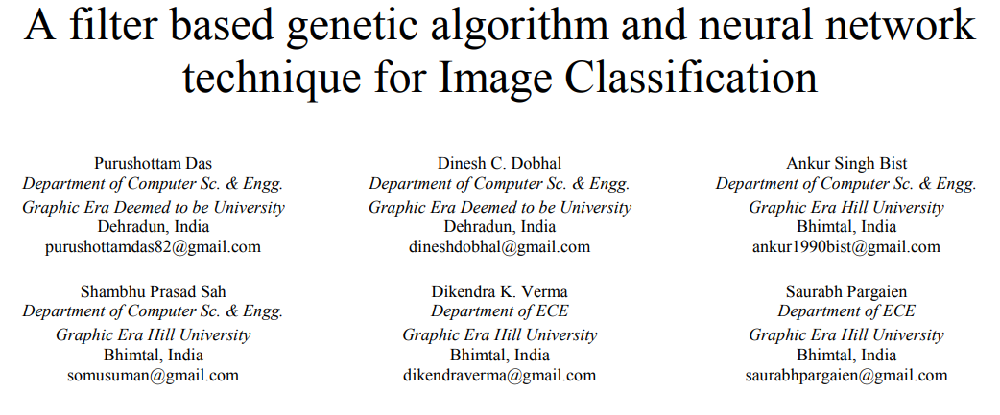 A filter based genetic algorithm and neural network
technique for Image Classification
Purushottam Das
Department of Computer Sc. & Engg.
Graphic Era Deemed to be University
Dehradun, India
purushottamdas82@gmail.com
Dinesh C. Dobhal
Department of Computer Sc. & Engg.
Graphic Era Deemed to be University
Dehradun, India
dineshdobhal@gmail.com
Ankur Singh Bist
Department of Computer Sc. & Engg.
Graphic Era Hill University
Bhimtal, India
ankur1990bist@gmail.com
Shambhu Prasad Sah
Department of Computer Sc. & Engg.
Graphic Era Hill University
Bhimtal, India
somusuman@gmail.com
Dikendra K. Verma
Department of ECE
Graphic Era Hill University
Bhimtal, India
dikendraverma@gmail.com
Saurabh Pargaien
Department of ECE
Graphic Era Hill University
Bhimtal, India
saurabhpargaien@gmail.com